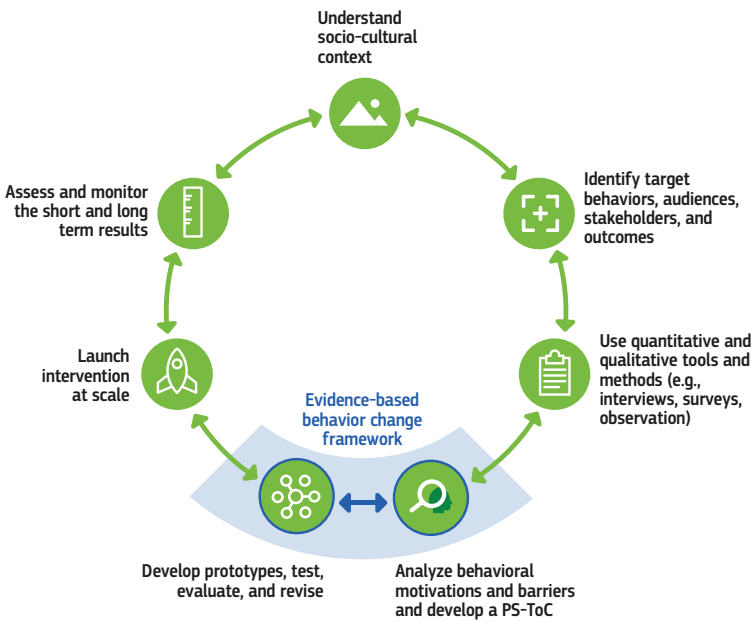 Understand
socio-cultural
context
Identify target
behaviors, audiences,
stakeholders, and
outcomes
Use quantitative and
qualitative tools and
methods (e.g.,
interviews, surveys,
observation)
Analyze behavioral
motivations and barriers
and develop a PS-ToC
Evidence-based
behavior change
framework
Develop prototypes, test,
evaluate, and revise
Launch
intervention
at scale
Assess and monitor
the short and long
term results